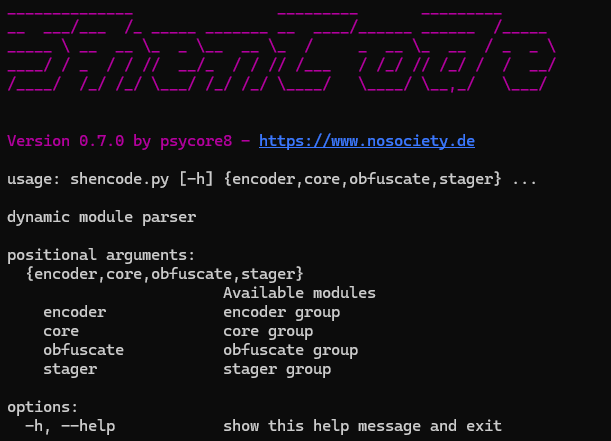 ShenCode
Version 0.7.0 by psycore8 - https://www.nosociety.de
usage: shencode.py [-h] {encoder,core,obfuscate,stager} ...
dynamic module parser
positional arguments:
{encoder,core,obfuscate,stager}
Available modules
encoder encoder group
core core group
obfuscate obfuscate group
stager stager group
options:
-h, --help show this help message and exit